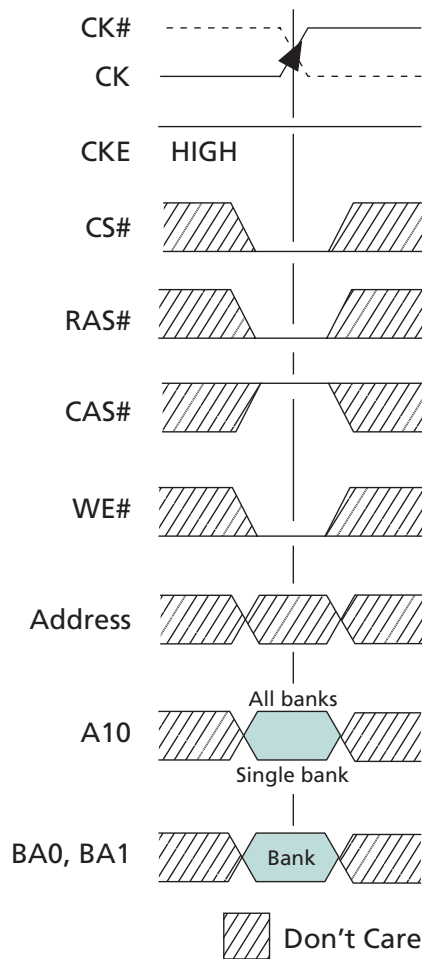 CK#
CK
CKE HIGH
CS#
RAS#
CAS#
WE#
Address
All banks
A10
Single bank
BA0, BA1 Bank
Don't Care